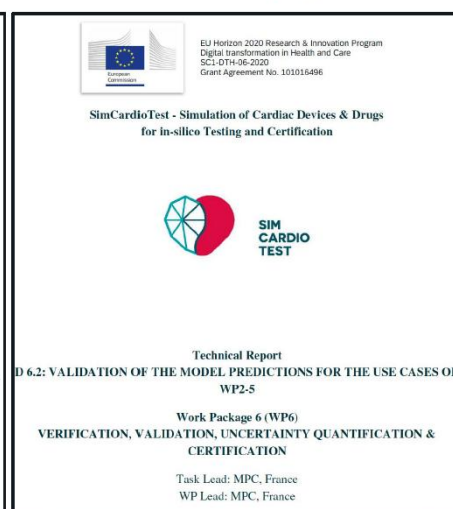 European
Commission
EU Horizon 2020 Research & Innovation Program
Digital transformation in Health and Care
SC1-DTH-06-2020
Grant Agreement No. 101016496
SimCardioTest - Simulation of Cardiac Devices & Drugs
for in-silico Testing and Certification
SIM
CARDIO
TEST
Technical Report
D 6.2: VALIDATION OF THE MODEL PREDICTIONS FOR THE USE CASES OF
WP2-5
Work Package 6 (WP6)
VERIFICATION, VALIDATION, UNCERTAINTY QUANTIFICATION &
CERTIFICATION
Task Lead: MPC, France
WP Lead: MPC, France